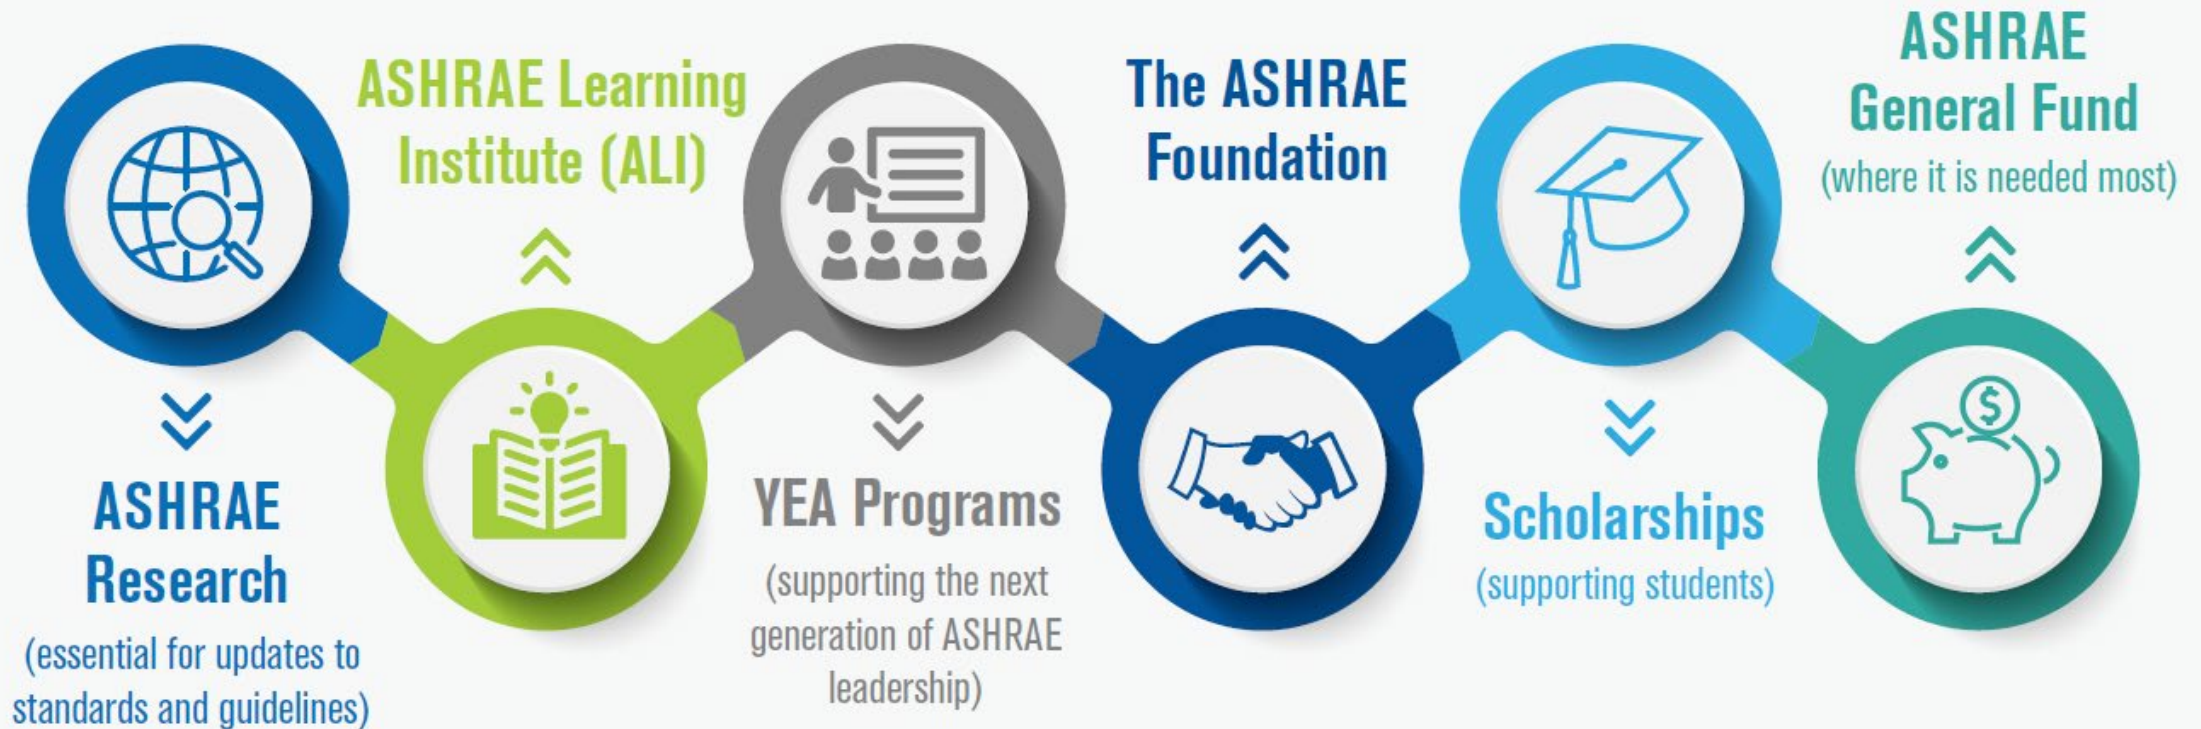 ASHRAE
Research
(essential for updates to
standards and guidelines)
ASHRAE Learning
Institute (ALI)
YEA Programs
(supporting the next
generation of ASHRAE
leadership)
The ASHRAE
Foundation
Scholarships
(supporting students)
ASHRAE
General Fund
(where it is needed most)
$